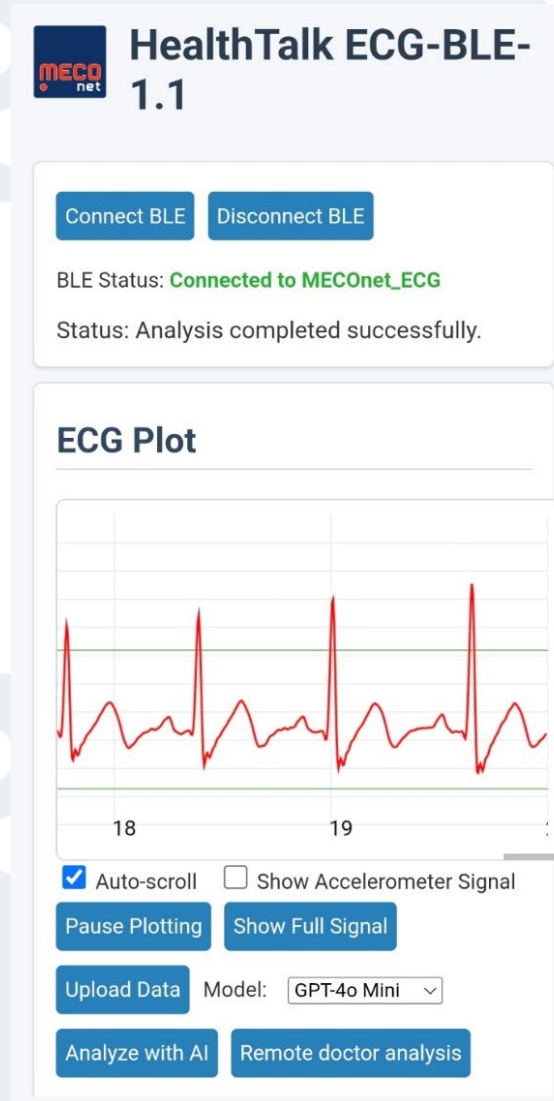 MECO
net
HealthTalk ECG-BLE-
1.1
Connect BLE
Disconnect BLE
BLE Status: Connected to MECOnet_ECG
Status: Analysis completed successfully.
ECG Plot
18
19
Auto-scroll
Show Accelerometer Signal
Pause Plotting
Show Full Signal
Upload Data
Model:
GPT-4o Mini
Analyze with AI
Remote doctor analysis